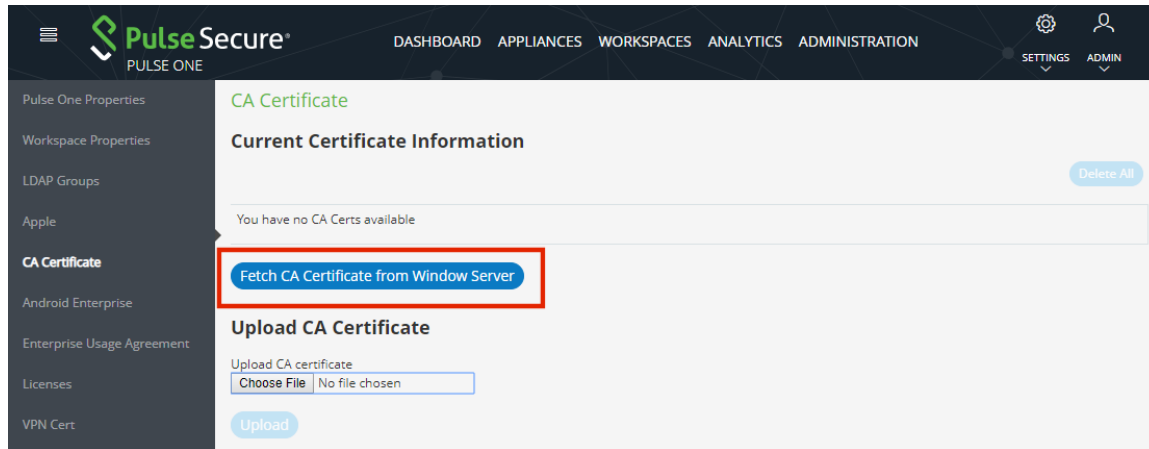 Pulse Secure®
PULSE ONE
DASHBOARD APPLIANCES WORKSPACES ANALYTICS ADMINISTRATION
SETTINGS ADMIN
Pulse One Properties
Workspace Properties
LDAP Groups
Apple
CA Certificate
Android Enterprise
Enterprise Usage Agreement
Licenses
VPN Cert
CA Certificate
Current Certificate Information
Delete All
You have no CA Certs available
Fetch CA Certificate from Window Server
Upload CA Certificate
Upload CA certificate
Choose File No file chosen
Upload